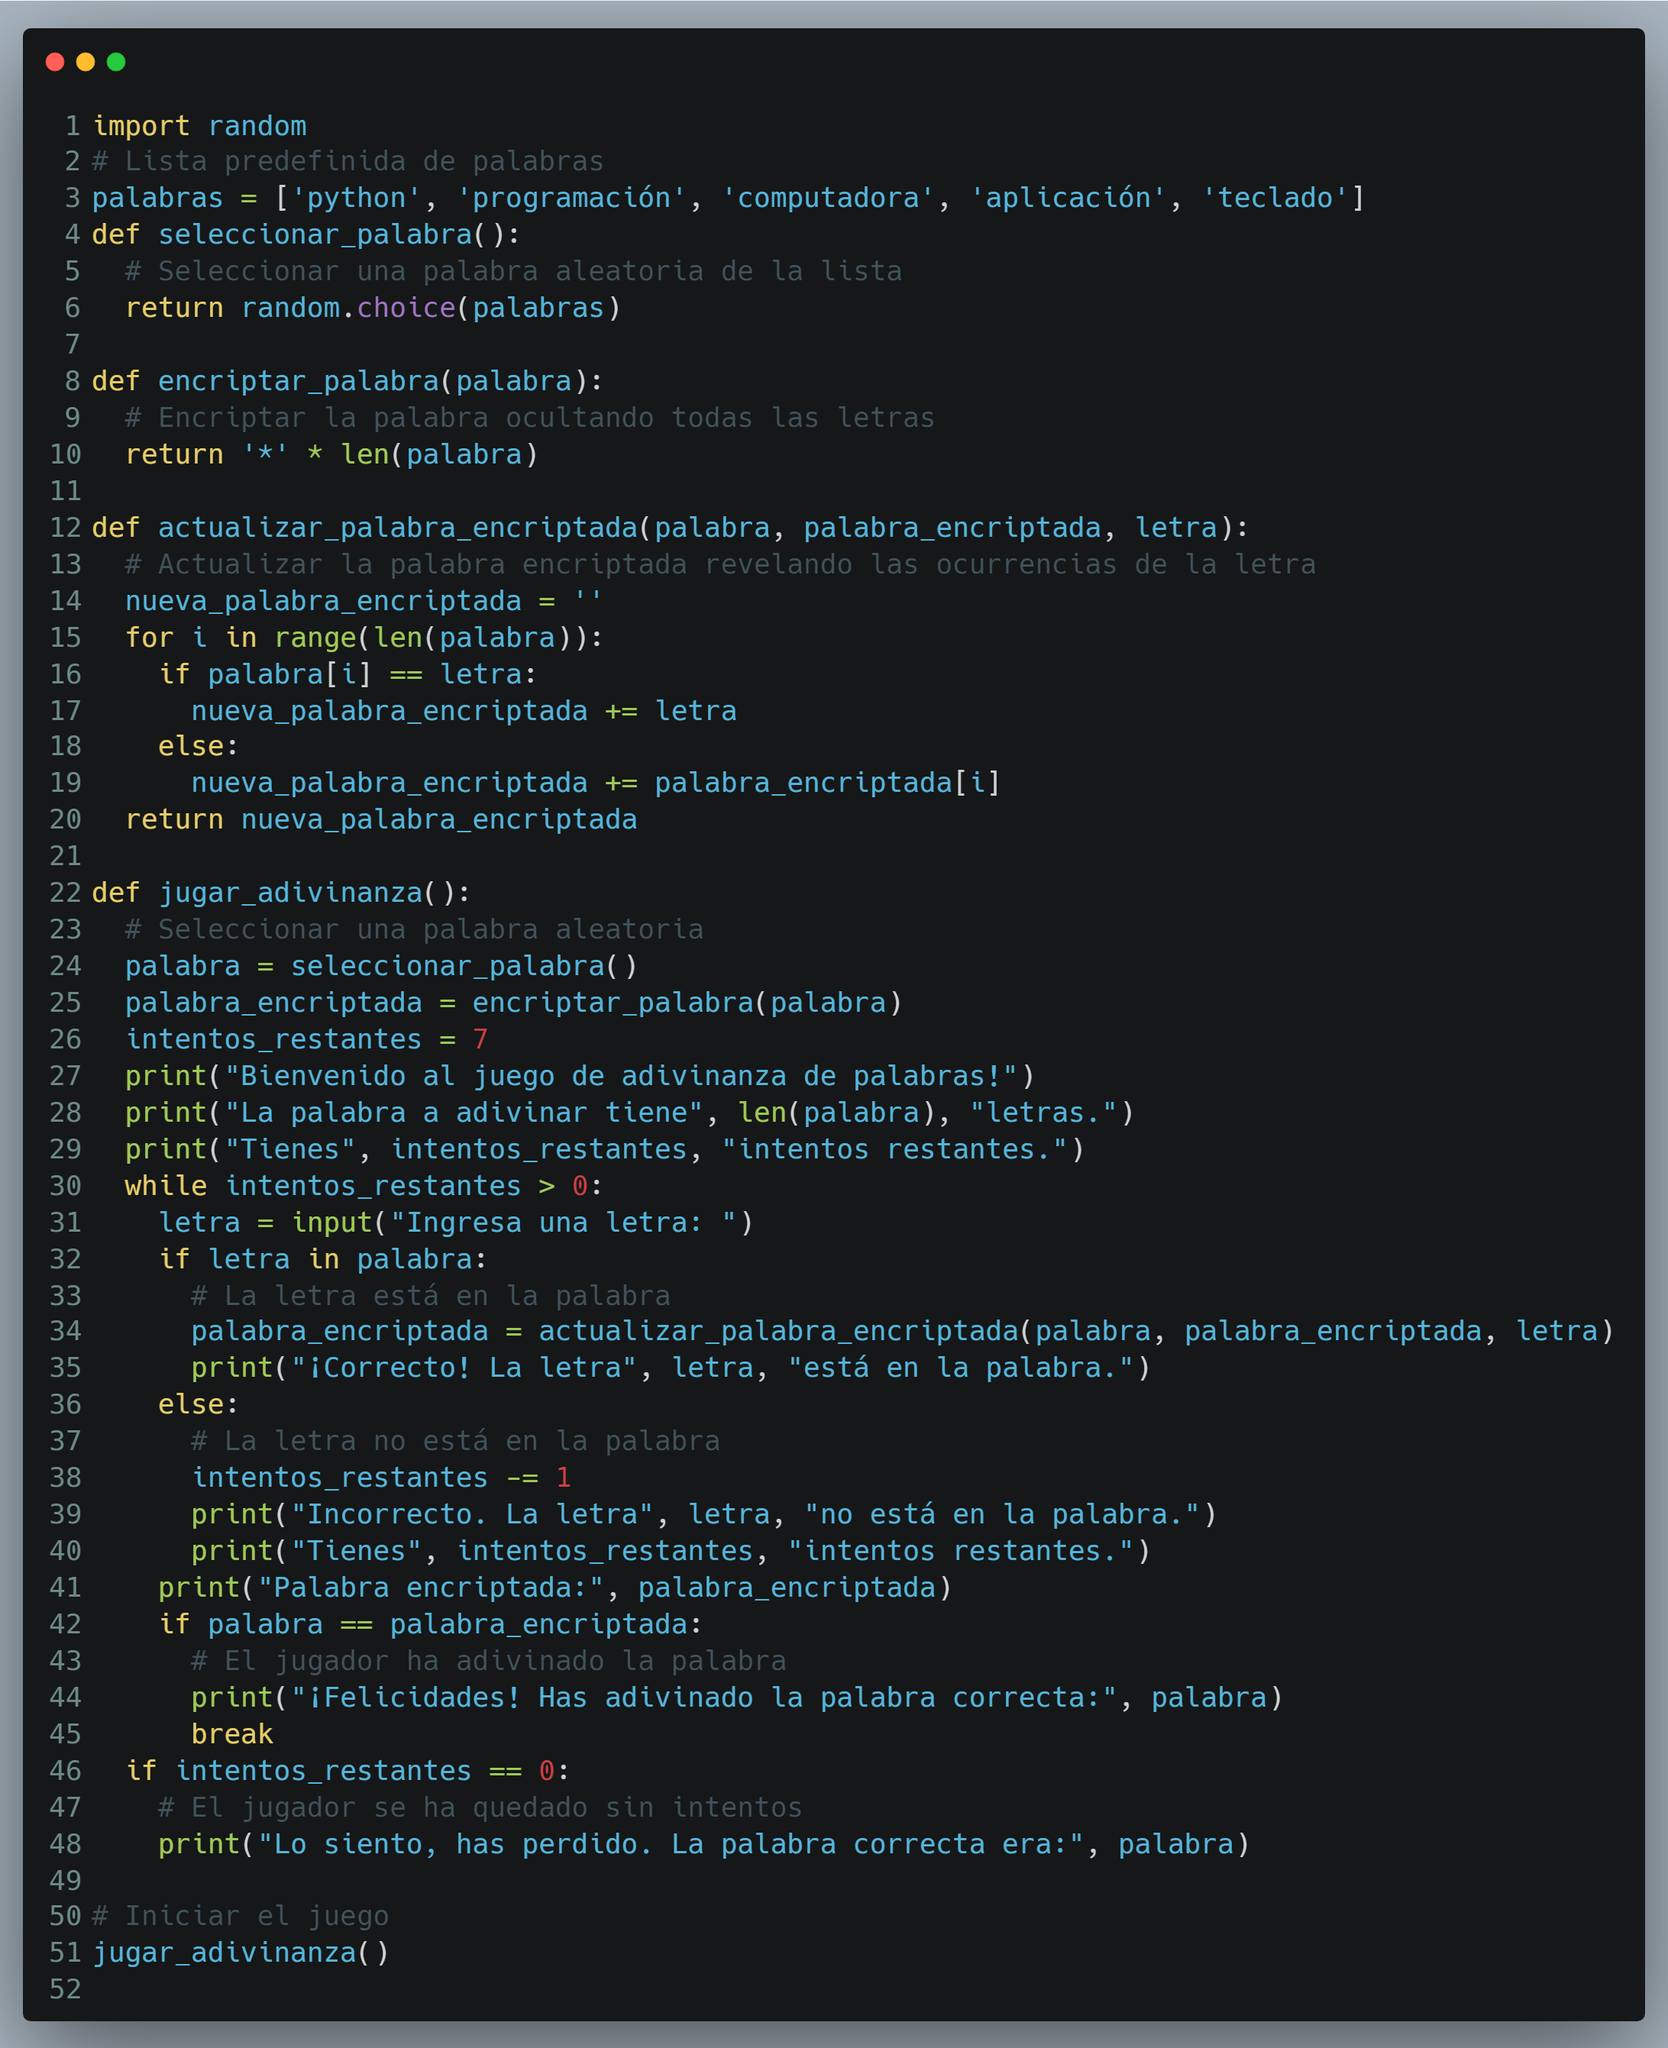 1 import random
2 # Lista predefinida de palabras
3 palabras = ['python', 'programación', 'computadora', 'aplicación', 'teclado']
4 def seleccionar_palabra():
5   # Seleccionar una palabra aleatoria de la lista
6   return random.choice(palabras)
7
8 def encriptar_palabra(palabra):
9   # Encriptar la palabra ocultando todas las letras
10   return '*' * len(palabra)
11
12 def actualizar_palabra_encriptada(palabra, palabra_encriptada, letra):
13   # Actualizar la palabra encriptada revelando las ocurrencias de la letra
14   nueva_palabra_encriptada = ''
15   for i in range(len(palabra)):
16     if palabra[i] == letra:
17       nueva_palabra_encriptada += letra
18     else:
19       nueva_palabra_encriptada += palabra_encriptada[i]
20   return nueva_palabra_encriptada
21
22 def jugar_adivinanza():
23   # Seleccionar una palabra aleatoria
24   palabra = seleccionar_palabra()
25   palabra_encriptada = encriptar_palabra(palabra)
26   intentos_restantes = 7
27   print("Bienvenido al juego de adivinanza de palabras!")
28   print("La palabra a adivinar tiene", len(palabra), "letras.")
29   print("Tienes", intentos_restantes, "intentos restantes.")
30   while intentos_restantes > 0:
31     letra = input("Ingresa una letra: ")
32     if letra in palabra:
33       # La letra está en la palabra
34       palabra_encriptada = actualizar_palabra_encriptada(palabra, palabra_encriptada, letra)
35       print("¡Correcto! La letra", letra, "está en la palabra.")
36     else:
37       # La letra no está en la palabra
38       intentos_restantes -= 1
39       print("Incorrecto. La letra", letra, "no está en la palabra.")
40       print("Tienes", intentos_restantes, "intentos restantes.")
41     print("Palabra encriptada:", palabra_encriptada)
42     if palabra == palabra_encriptada:
43       # El jugador ha adivinado la palabra
44       print("¡Felicidades! Has adivinado la palabra correcta:", palabra)
45       break
46   if intentos_restantes == 0:
47     # El jugador se ha quedado sin intentos
48     print("Lo siento, has perdido. La palabra correcta era:", palabra)
49
50 # Iniciar el juego
51 jugar_adivinanza()
52